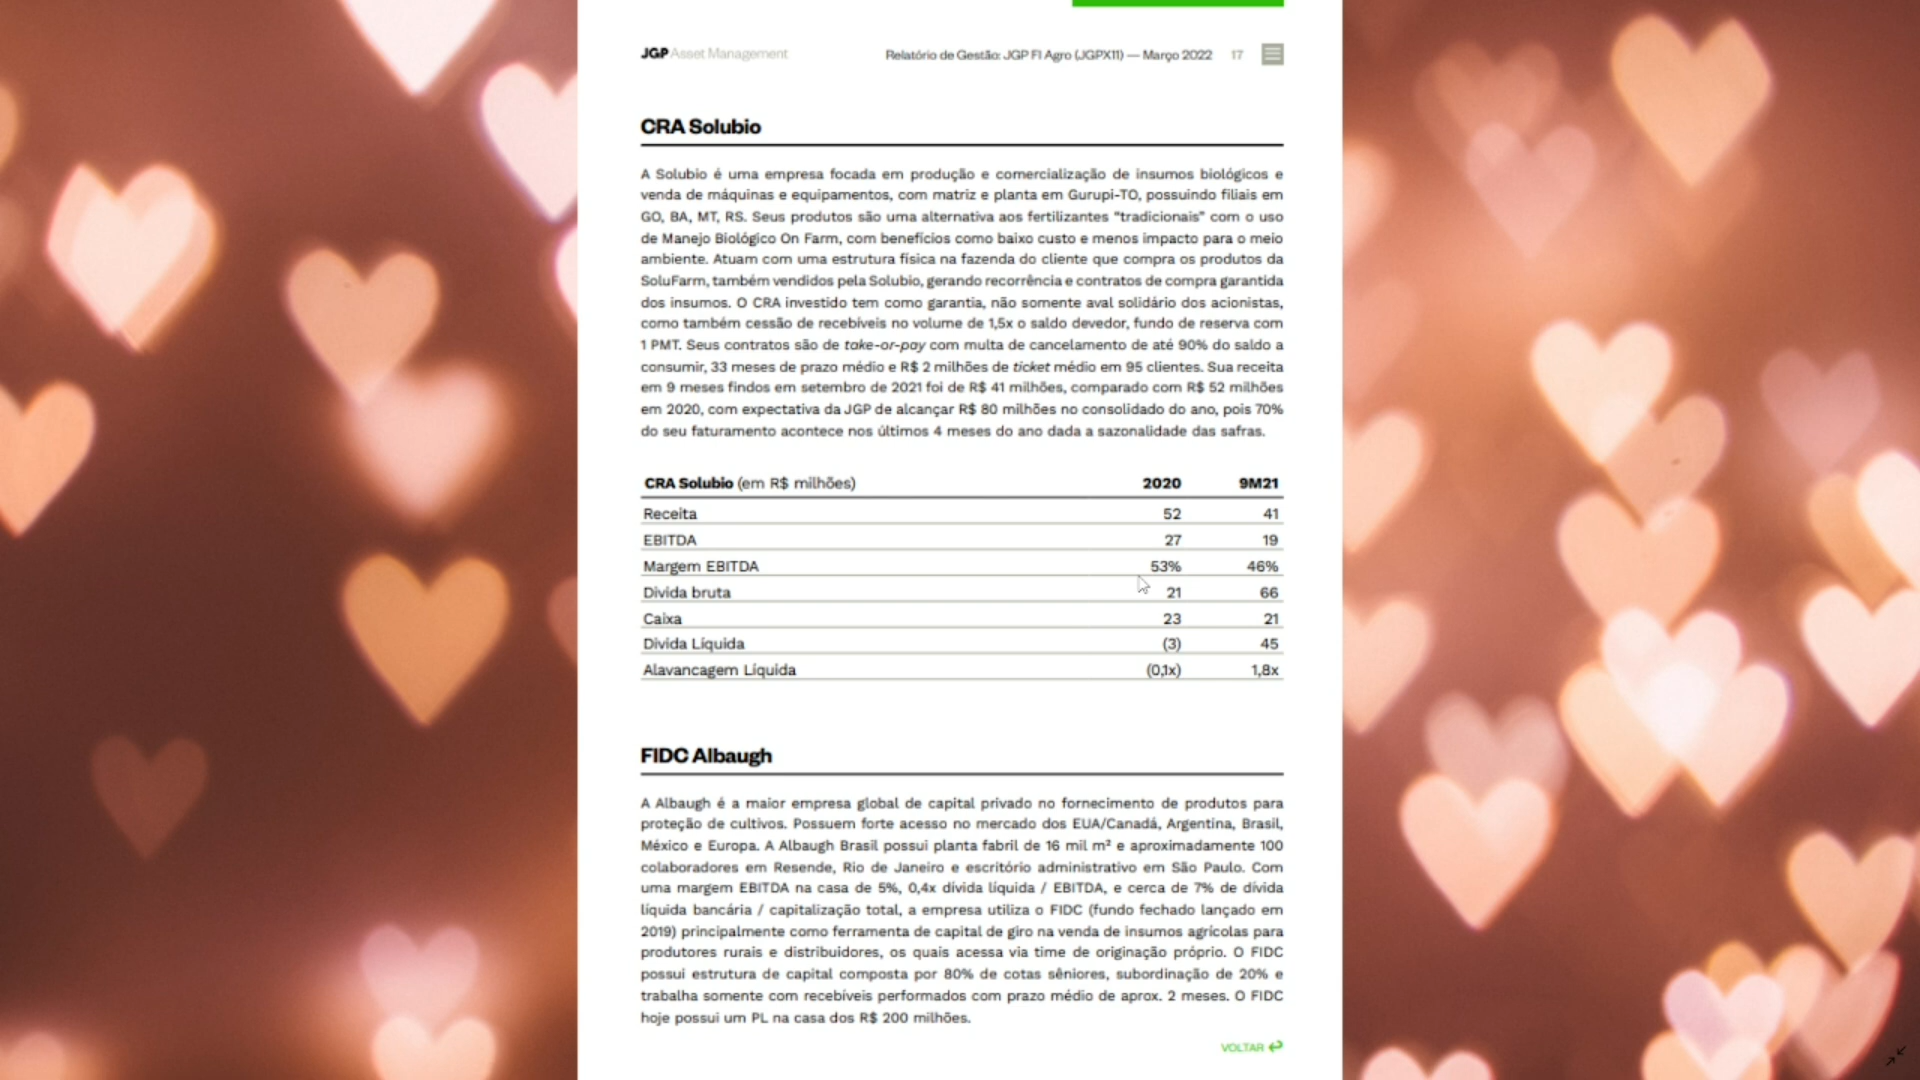 JGP Asset Management
Relatório de Gestão: JGP FI Agro (JGPX11) — Março 2022 17
CRA Solubio
A Solubio é uma empresa focada em produção e comercialização de insumos biológicos e
venda de máquinas e equipamentos, com matriz e planta em Gurupi-TO, possuindo filiais em
GO, BA, MT, RS. Seus produtos são uma alternativa aos fertilizantes "tradicionais" com o uso
de Manejo Biológico On Farm, com benefícios como baixo custo e menos impacto para o meio
ambiente. Atuam com uma estrutura física na fazenda do cliente que compra os produtos da
SoluFarm, também vendidos pela Solubio, gerando recorrência e contratos de compra garantida
dos insumos. O CRA investido tem como garantia, não somente aval solidário dos acionistas,
como também cessão de recebíveis no volume de 1,5x o saldo devedor, fundo de reserva com
1 PMT. Seus contratos são de take-or-pay com multa de cancelamento de até 90% do saldo a
consumir, 33 meses de prazo médio e R$ 2 milhões de ticket médio em 95 clientes. Sua receita
em 9 meses findos em setembro de 2021 foi de R$ 41 milhões, comparado com R$ 52 milhões
em 2020, com expectativa da JGP de alcançar R$ 80 milhões no consolidado do ano, pois 70%
do seu faturamento acontece nos últimos 4 meses do ano dada a sazonalidade das safras.
CRA Solubio (em R$ milhões) 2020 9M21
Receita 52 41
EBITDA 27 19
Margem EBITDA 53% 46%
Dívida bruta 21 66
Caixa 23 21
Dívida Líquida (3) 45
Alavancagem Líquida (0,1x) 1,8x
FIDC Albaugh
A Albaugh é a maior empresa global de capital privado no fornecimento de produtos para
proteção de cultivos. Possuem forte acesso no mercado dos EUA/Canadá, Argentina, Brasil,
México e Europa. A Albaugh Brasil possui planta fabril de 16 mil m² e aproximadamente 100
colaboradores em Resende, Rio de Janeiro e escritório administrativo em São Paulo. Com
uma margem EBITDA na casa de 5%, 0,4x dívida líquida / EBITDA, e cerca de 7% de dívida
líquida bancária / capitalização total, a empresa utiliza o FIDC (fundo fechado lançado em
2019) principalmente como ferramenta de capital de giro na venda de insumos agrícolas para
produtores rurais e distribuidores, os quais acessa via time de originação próprio. O FIDC
possui estrutura de capital composta por 80% de cotas sêniores, subordinação de 20% e
trabalha somente com recebíveis performados com prazo médio de aprox. 2 meses. O FIDC
hoje possui um PL na casa dos R$ 200 milhões.
VOLTAR